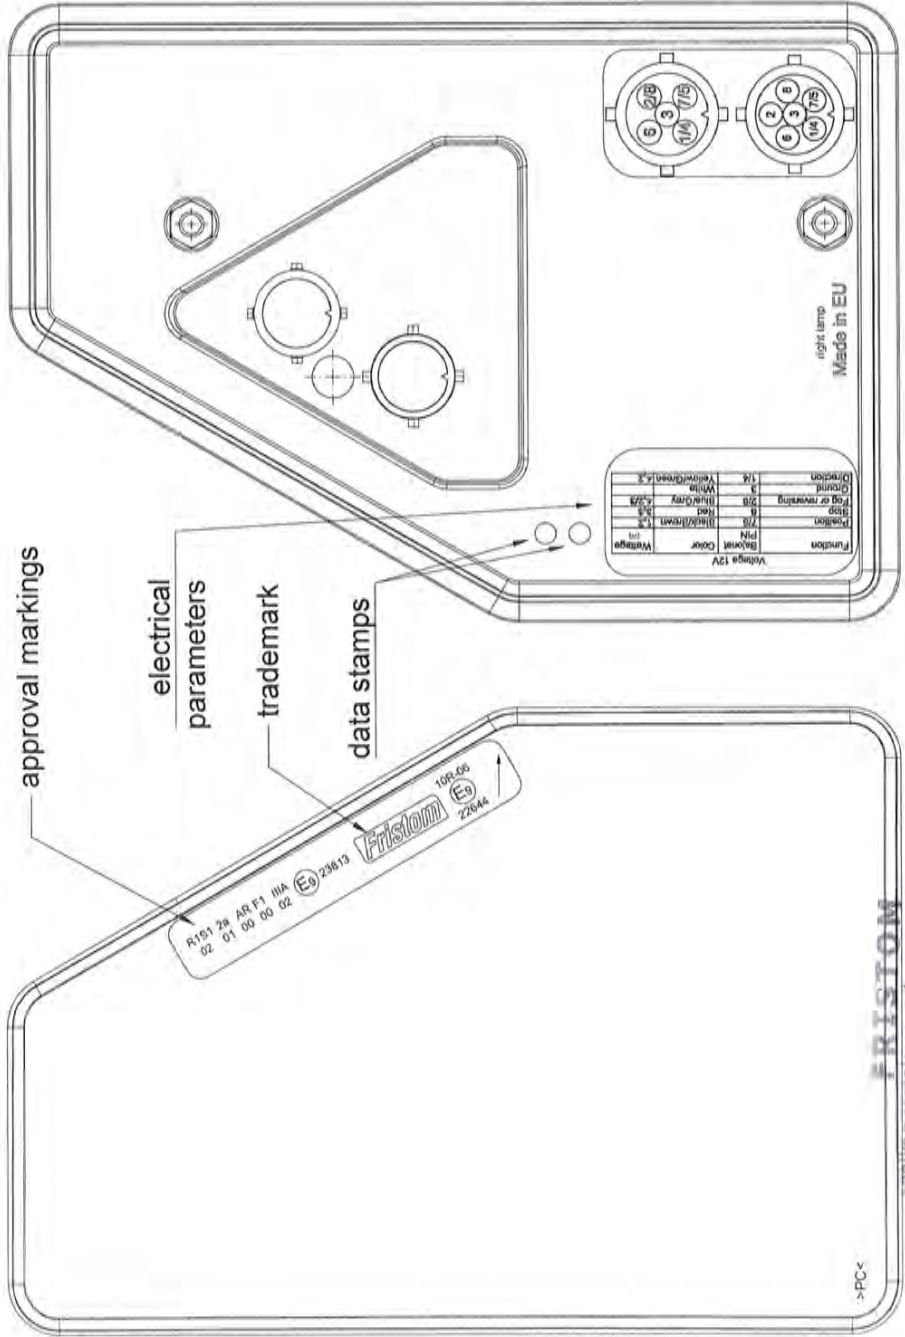 approval markings
electrical
parameters
trademark
data stamps
R1S1 2a AR F1 IIIA
02 01 00 00 02
E9
23813
Fristom
10R-05
E9
22644
>PC<
FRISTOM
6
2/8
3
1/4
7/5
2
6
8
3
1/4
7/5
right lamp
Made in EU
Voltage 12V
Function Bajonet PIN Color Wattage
Position 7/5 Black/Brown
Stop 6 Red
Fog or reversing 2/8 Blue/Grey
Ground 3 White
Direction 1/4 Yellow/Green